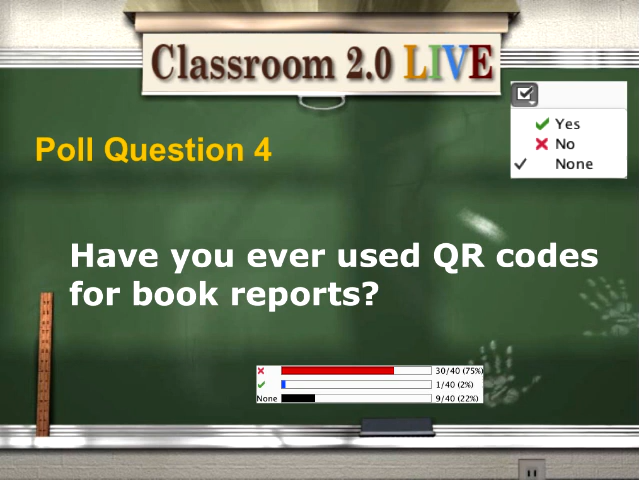 Classroom 2.0 LIVE
Yes
No
None
Poll Question 4
Have you ever used QR codes
for book reports?
30/40 (75%)
1/40 (2%)
None 9/40 (22%)